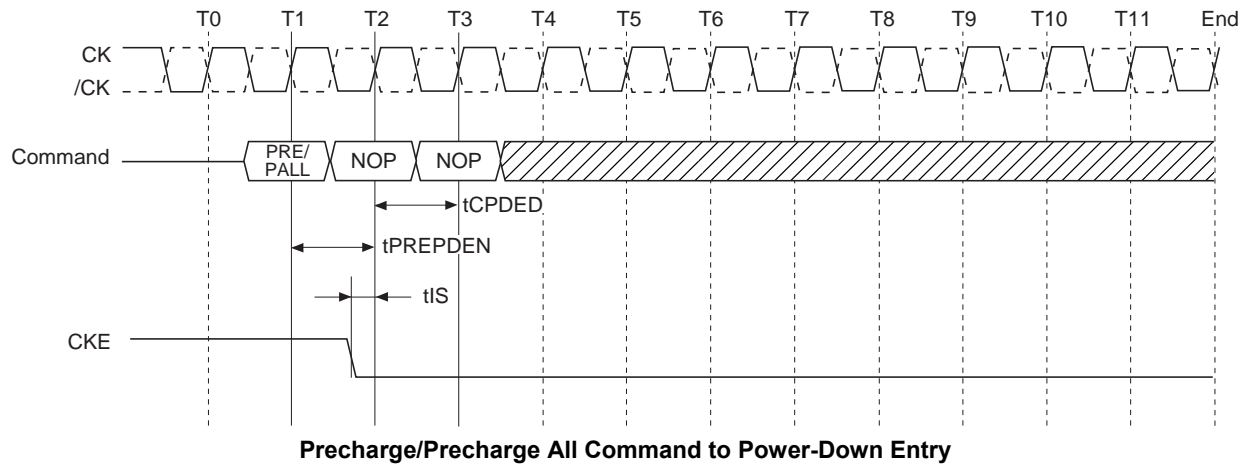 T0 T1 T2 T3 T4 T5 T6 T7 T8 T9 T10 T11 End
CK
/CK
Command
PRE/
PALL
NOP
NOP
tCPDED
tPREPDEN
tIS
CKE
Precharge/Precharge All Command to Power-Down Entry